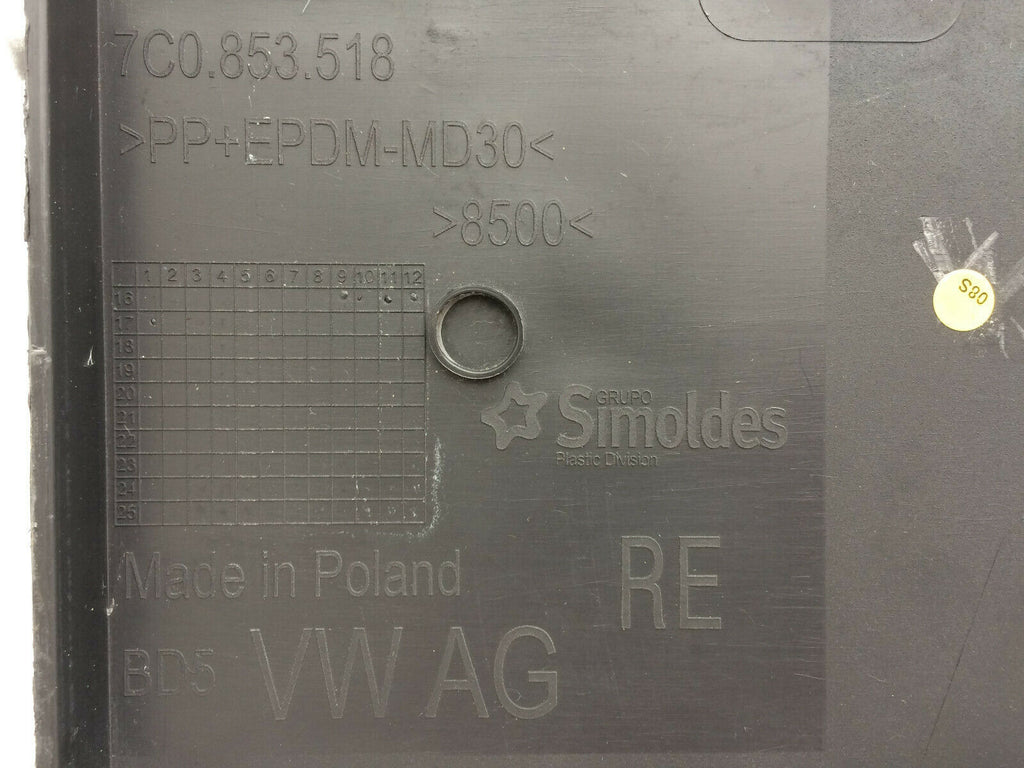 7C0.853.518
>PP+EPDM-MD30<
>8500<
1 2 3 4 5 6 7 8 9 10 11 12
16
17
18
19
20
21
22
23
24
25
GRUPO
Simoldes
Plastic Division
08S
Made in Poland
RE
BD5 VW AG